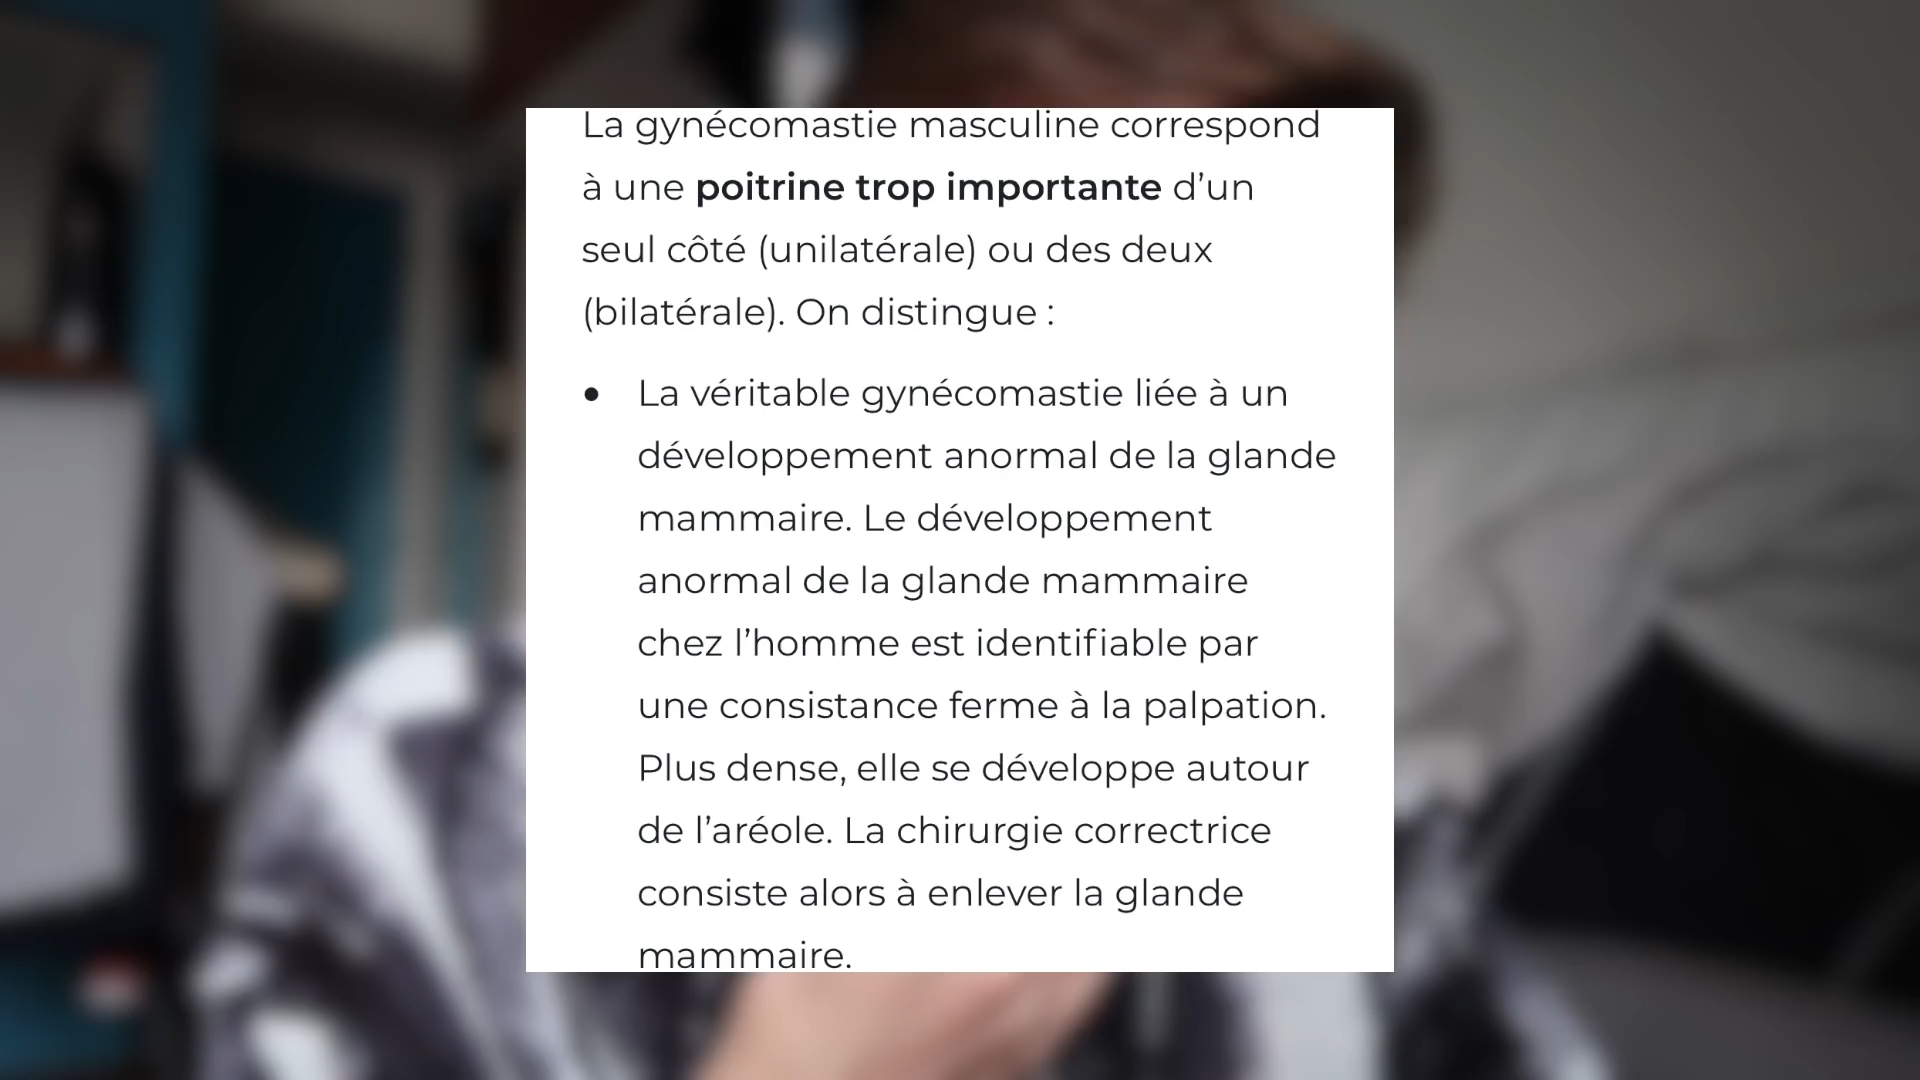 La gynécomastie masculine correspond
à une poitrine trop importante d’un
seul côté (unilatérale) ou des deux
(bilatérale). On distingue :
• La véritable gynécomastie liée à un
développement anormal de la glande
mammaire. Le développement
anormal de la glande mammaire
chez l’homme est identifiable par
une consistance ferme à la palpation.
Plus dense, elle se développe autour
de l’aréole. La chirurgie correctrice
consiste alors à enlever la glande
mammaire.